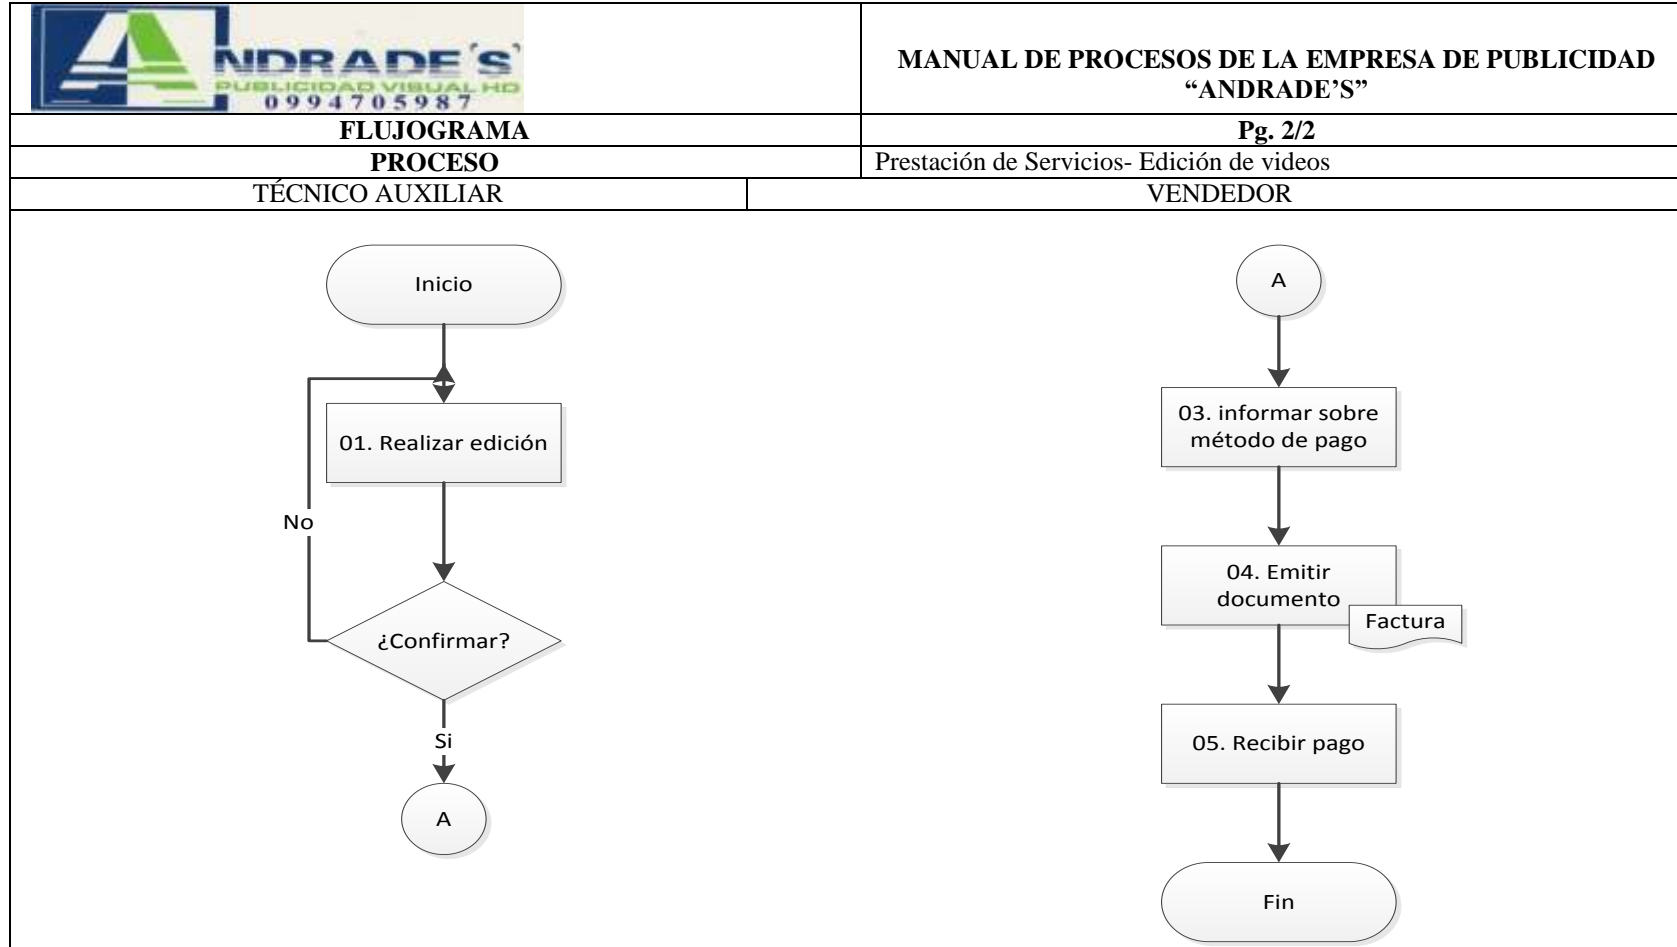 NDRADE´S'
PUBLICIDAD VISUAL HD
0994705987
MANUAL DE PROCESOS DE LA EMPRESA DE PUBLICIDAD
“ANDRADE’S”
FLUJOGRAMA
Pg. 2/2
PROCESO
Prestación de Servicios- Edición de videos
TÉCNICO AUXILIAR
VENDEDOR
Inicio
01. Realizar edición
No
¿Confirmar?
Si
A
A
03. informar sobre
método de pago
04. Emitir
documento
Factura
05. Recibir pago
Fin